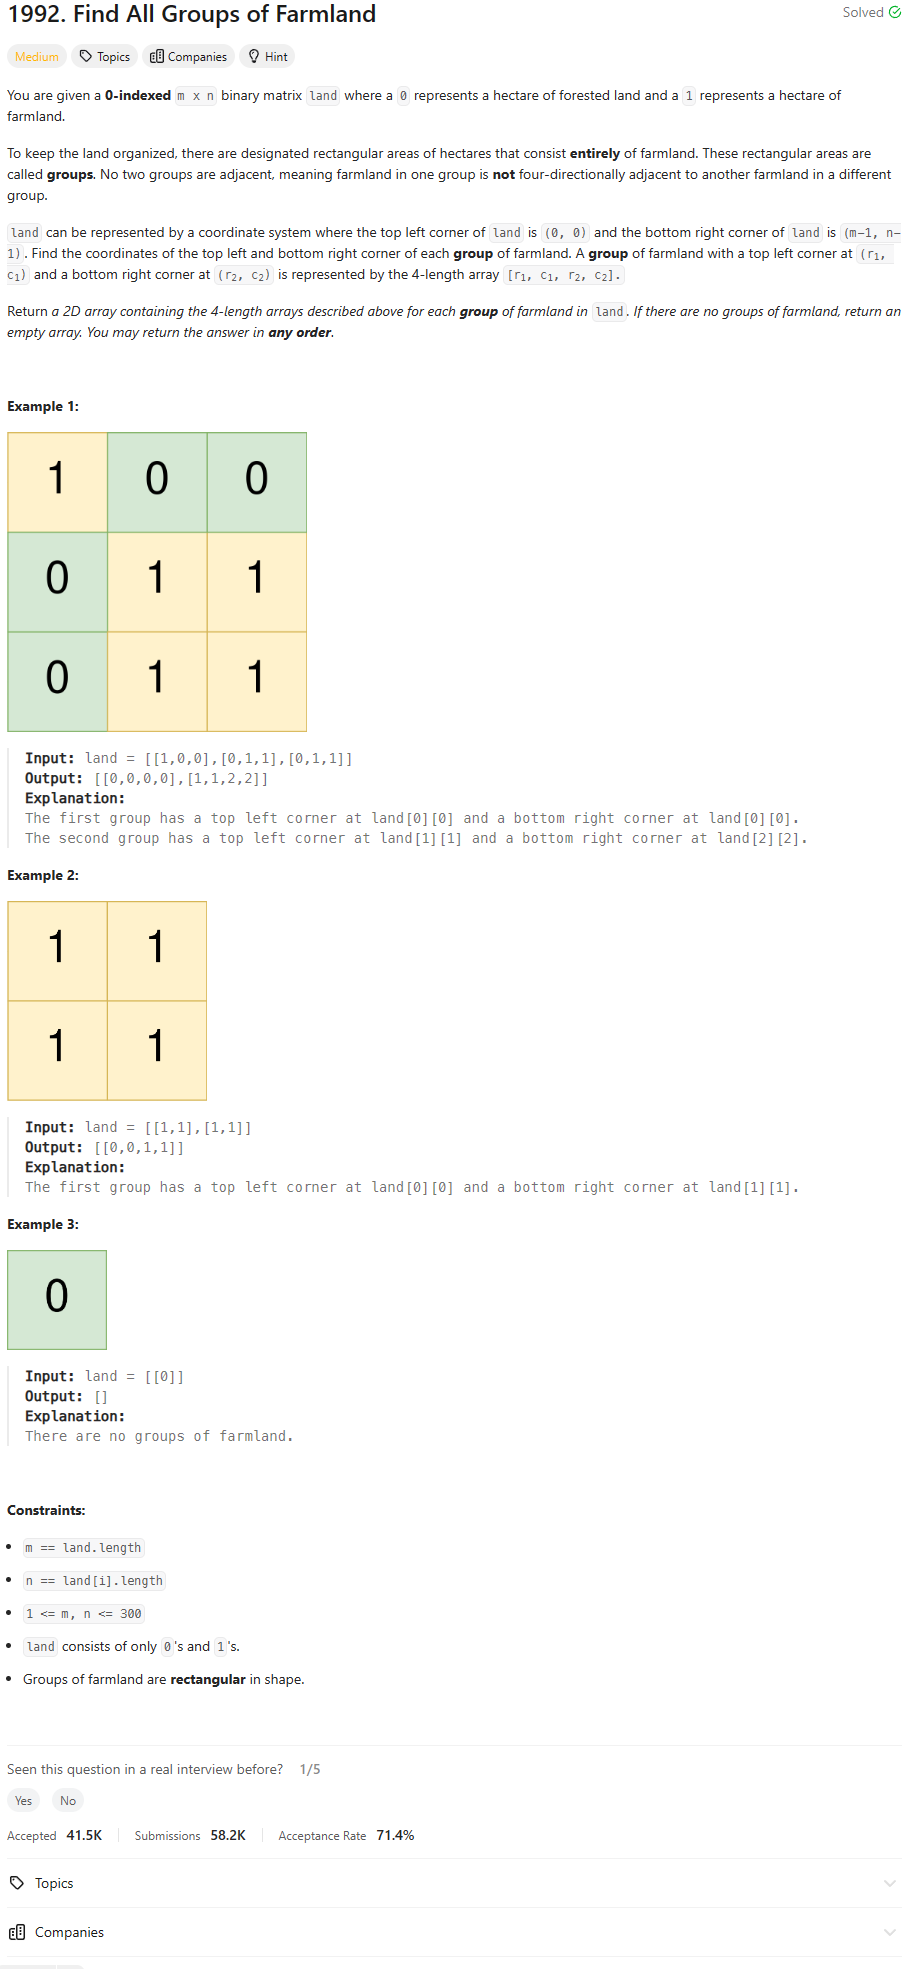 1992. Find All Groups of Farmland
Solved
Medium Topics Companies Hint
You are given a 0-indexed m x n binary matrix land where a 0 represents a hectare of forested land and a 1 represents a hectare of
farmland.
To keep the land organized, there are designated rectangular areas of hectares that consist entirely of farmland. These rectangular areas are
called groups. No two groups are adjacent, meaning farmland in one group is not four-directionally adjacent to another farmland in a different
group.
land can be represented by a coordinate system where the top left corner of land is (0, 0) and the bottom right corner of land is (m-1, n-
1). Find the coordinates of the top left and bottom right corner of each group of farmland. A group of farmland with a top left corner at (r₁,
c₁) and a bottom right corner at (r₂, c₂) is represented by the 4-length array [r₁, c₁, r₂, c₂].
Return a 2D array containing the 4-length arrays described above for each group of farmland in land. If there are no groups of farmland, return an
empty array. You may return the answer in any order.
Example 1:
1 0 0
0 1 1
0 1 1
Input: land = [[1,0,0],[0,1,1],[0,1,1]]
Output: [[0,0,0,0],[1,1,2,2]]
Explanation:
The first group has a top left corner at land[0][0] and a bottom right corner at land[0][0].
The second group has a top left corner at land[1][1] and a bottom right corner at land[2][2].
Example 2:
1 1
1 1
Input: land = [[1,1],[1,1]]
Output: [[0,0,1,1]]
Explanation:
The first group has a top left corner at land[0][0] and a bottom right corner at land[1][1].
Example 3:
0
Input: land = [[0]]
Output: []
Explanation:
There are no groups of farmland.
Constraints:
• m == land.length
• n == land[i].length
• 1 <= m, n <= 300
• land consists of only 0's and 1's.
• Groups of farmland are rectangular in shape.
Seen this question in a real interview before? 1/5
Yes No
Accepted 41.5K Submissions 58.2K Acceptance Rate 71.4%
Topics
Companies